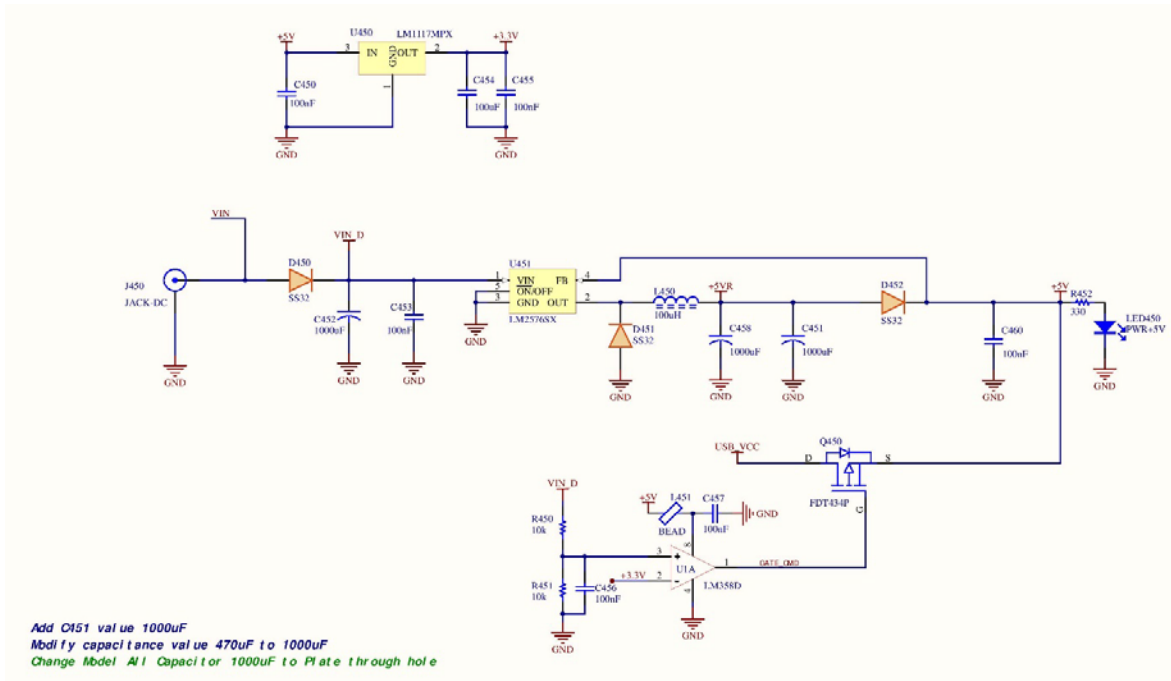 U450 LM1117MPX
+5V +3.3V
3 IN GND OUT 2
1
C450
100nF
C454
100uF
C455
100nF
GND GND
VIN
VIN_D
J450
JACK-DC
D450
SS32
C452
1000uF
C453
100nF
GND GND GND
U451
1 VIN FB 4
5 ON/OFF
3 GND OUT 2
LM2576SX
GND
D451
SS32
L450
100uH
+5VR
C458
1000uF
C451
1000uF
D452
SS32
C460
100nF
+5V
R452
330
LED450
PWR+5V
GND GND GND GND GND
USB_VCC
Q450
D S
G
FDT434P
VIN_D
R450
10k
R451
10k
C456
100nF
GND
+5V
L451
BEAD
C457
100nF
GND
+3.3V
3 +
2 -
8
U1A
4
1
LM358D
GATE_CMD
GND
Add C451 value 1000uF
Modify capacitance value 470uF to 1000uF
Change Model All Capacitor 1000uF to Plate through hole